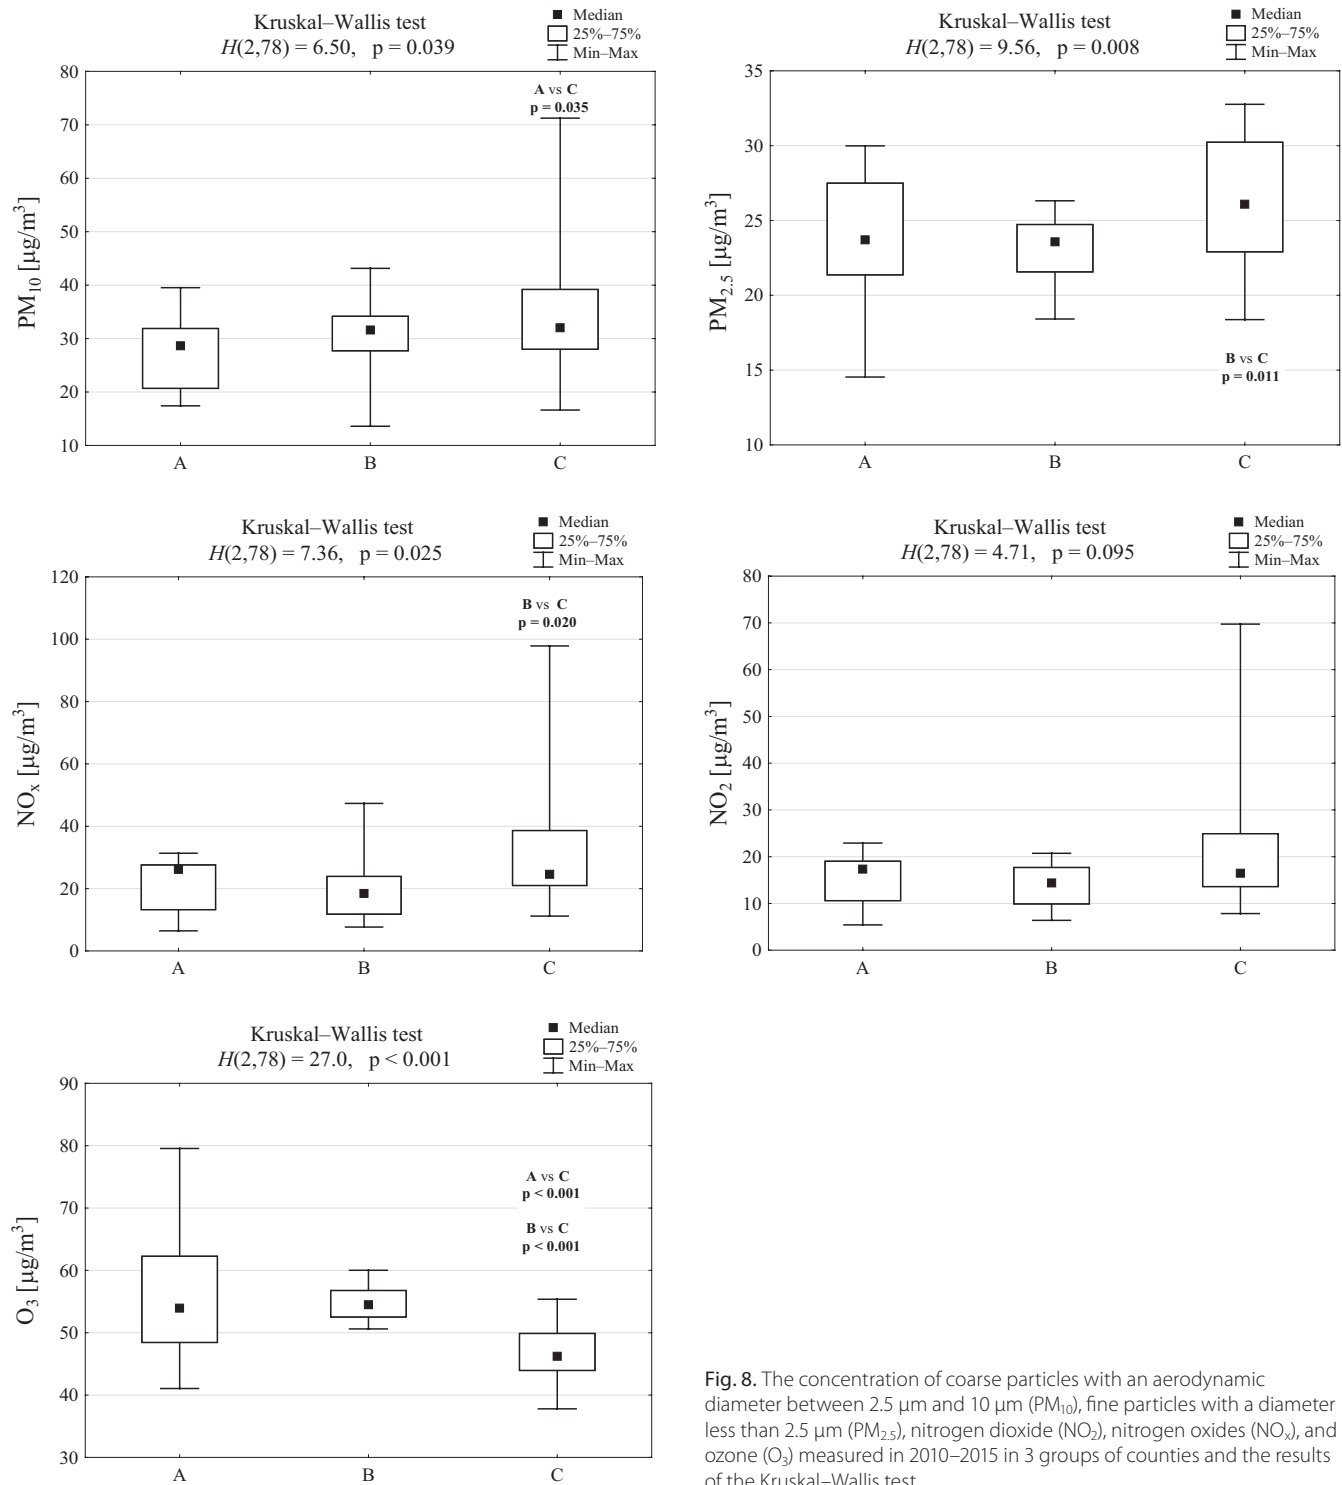 Kruskal–Wallis test
H(2,78) = 6.50, p = 0.039
Median
25%–75%
Min–Max
80
70
60
50
40
30
20
10
PM10 [µg/m3]
A vs C
p = 0.035
A
B
C
Kruskal–Wallis test
H(2,78) = 9.56, p = 0.008
Median
25%–75%
Min–Max
35
30
25
20
15
10
PM2.5 [µg/m3]
B vs C
p = 0.011
A
B
C
Kruskal–Wallis test
H(2,78) = 7.36, p = 0.025
Median
25%–75%
Min–Max
120
100
80
60
40
20
0
NOx [µg/m3]
B vs C
p = 0.020
A
B
C
Kruskal–Wallis test
H(2,78) = 4.71, p = 0.095
Median
25%–75%
Min–Max
80
70
60
50
40
30
20
10
0
NO2 [µg/m3]
A
B
C
Kruskal–Wallis test
H(2,78) = 27.0, p < 0.001
Median
25%–75%
Min–Max
90
80
70
60
50
40
30
O3 [µg/m3]
A vs C
p < 0.001
B vs C
p < 0.001
A
B
C
Fig. 8. The concentration of coarse particles with an aerodynamic
diameter between 2.5 µm and 10 µm (PM10), fine particles with a diameter
less than 2.5 µm (PM2.5), nitrogen dioxide (NO2), nitrogen oxides (NOx), and
ozone (O3) measured in 2010–2015 in 3 groups of counties and the results
of the Kruskal–Wallis test